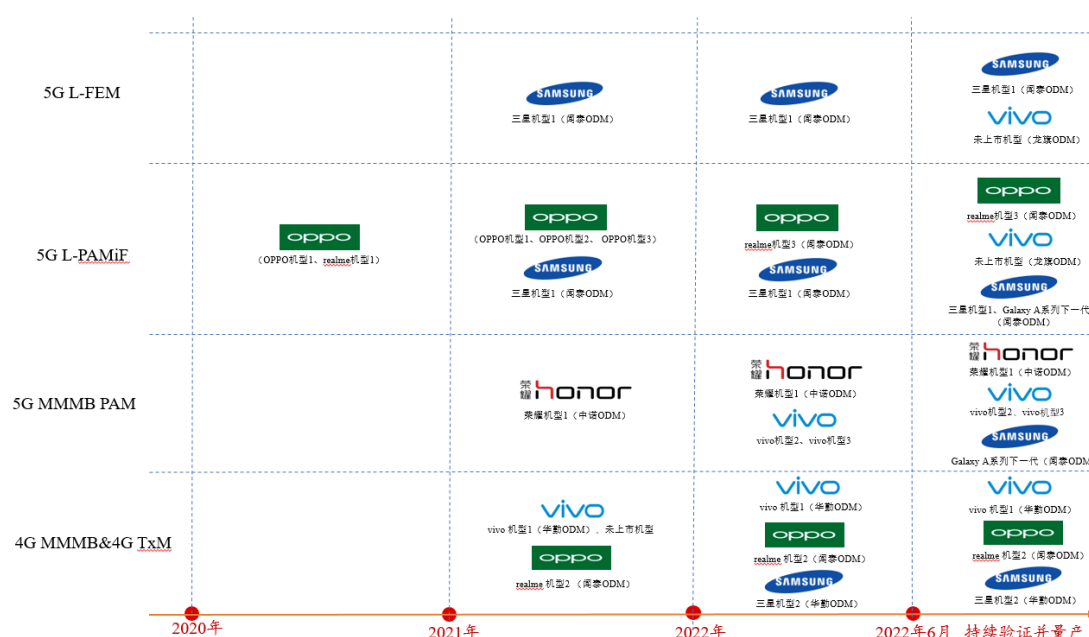 5G L-FEM
SAMSUNG
三星机型1（闻泰ODM）
SAMSUNG
三星机型1（闻泰ODM）
SAMSUNG
三星机型1（闻泰ODM）
vivo
未上市机型（龙旗ODM）
5G L-PAMiF
oppo
（OPPO机型1、realme机型1）
oppo
（OPPO机型1、OPPO机型2、 OPPO机型3）
SAMSUNG
三星机型1（闻泰ODM）
oppo
realme机型3（闻泰ODM）
SAMSUNG
三星机型1（闻泰ODM）
oppo
realme机型3（闻泰ODM）
vivo
未上市机型（龙旗ODM）
SAMSUNG
三星机型1、Galaxy A系列下一代
（闻泰ODM）
5G MMMB PAM
荣耀 honor
荣耀机型1（中诺ODM）
荣耀 honor
荣耀机型1（中诺ODM）
vivo
vivo机型2、vivo机型3
荣耀 honor
荣耀机型1（中诺ODM）
vivo
vivo机型2、vivo机型3
SAMSUNG
Galaxy A系列下一代（闻泰ODM
4G MMMB&4G TxM
vivo
vivo 机型1（华勤ODM）、未上市机型
oppo
realme 机型2 （闻泰ODM）
vivo
vivo 机型1（华勤ODM）
oppo
realme 机型2（闻泰ODM）
SAMSUNG
三星机型2（华勤ODM）
vivo
vivo 机型1（华勤ODM）
oppo
realme 机型2（闻泰ODM）
SAMSUNG
三星机型2（华勤ODM）
2020年
2021年
2022年
2022年6月 持续验证并量产